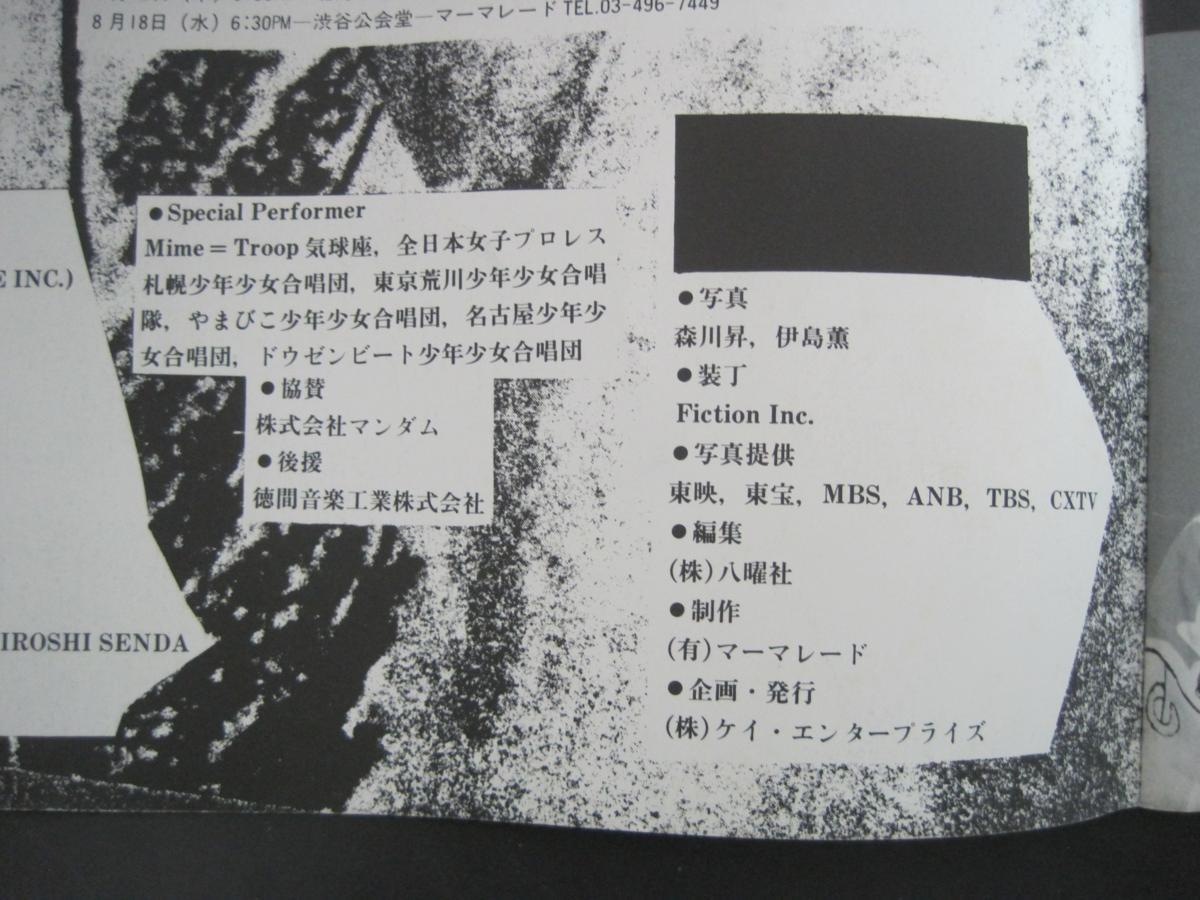 8月18日（水）6:30PM—渋谷公会堂—マーマレードTEL.03-496-7449
E INC.)
IROSHI SENDA
●Special Performer
Mime＝Troop 気球座，全日本女子プロレス
札幌少年少女合唱団，東京荒川少年少女合唱
隊，やまびこ少年少女合唱団，名古屋少年少
女合唱団，ドウゼンビート少年少女合唱団
●協賛
株式会社マンダム
●後援
徳間音楽工業株式会社
●写真
森川昇，伊島薫
●装丁
Fiction Inc.
●写真提供
東映，東宝，MBS，ANB，TBS，CXTV
●編集
(株)八曜社
●制作
(有)マーマレード
●企画・発行
(株)ケイ・エンタープライズ